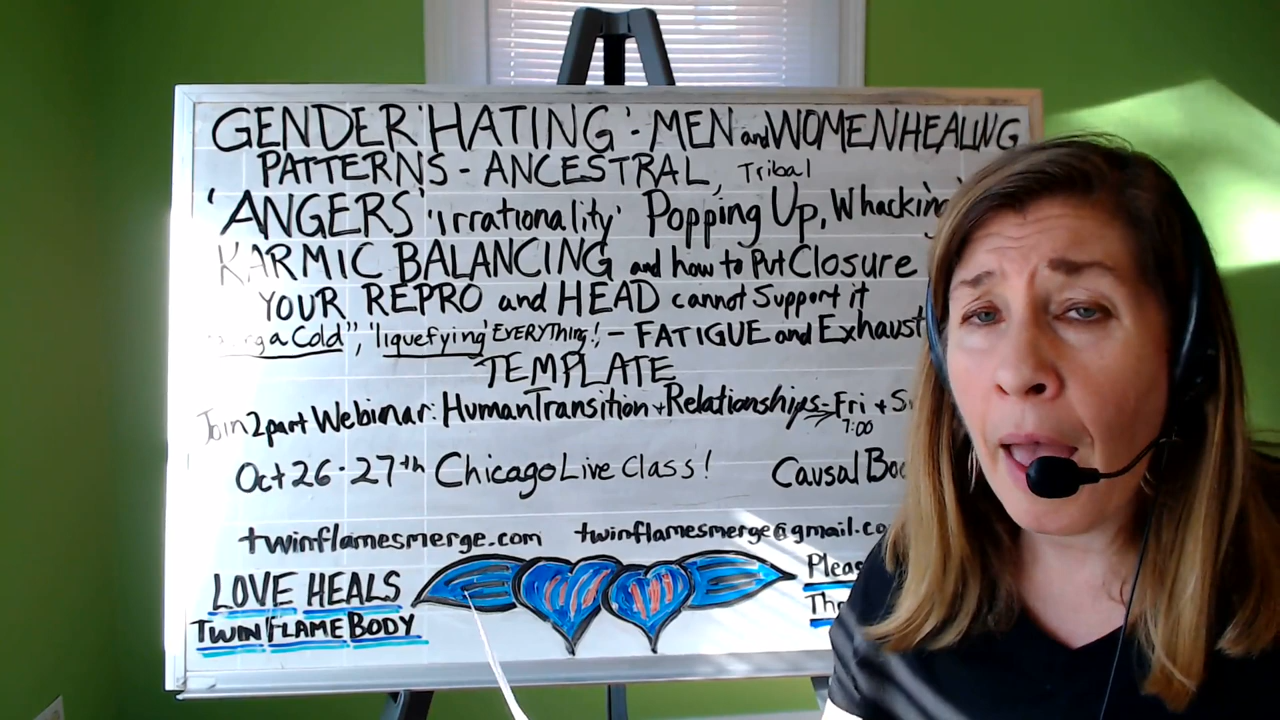 GENDER 'HATING' - MEN and WOMEN HEALING
PATTERNS - ANCESTRAL, Tribal
'ANGERS' 'irrationality' Popping Up, Whacking
KARMIC BALANCING and how to Put Closure
YOUR REPRO and HEAD cannot Support it
a Cold", 'liquefying' EVERYTHING! - FATIGUE and Exhaust
TEMPLATE
Join 2 part Webinar: Human Transition + Relationships - Fri + S
7:00
Oct 26-27th Chicago Live Class! Causal Bo
twinflamesmerge.com twinflamesmerge@gmail.co
LOVE HEALS Pleas
TWIN FLAME BODY Th